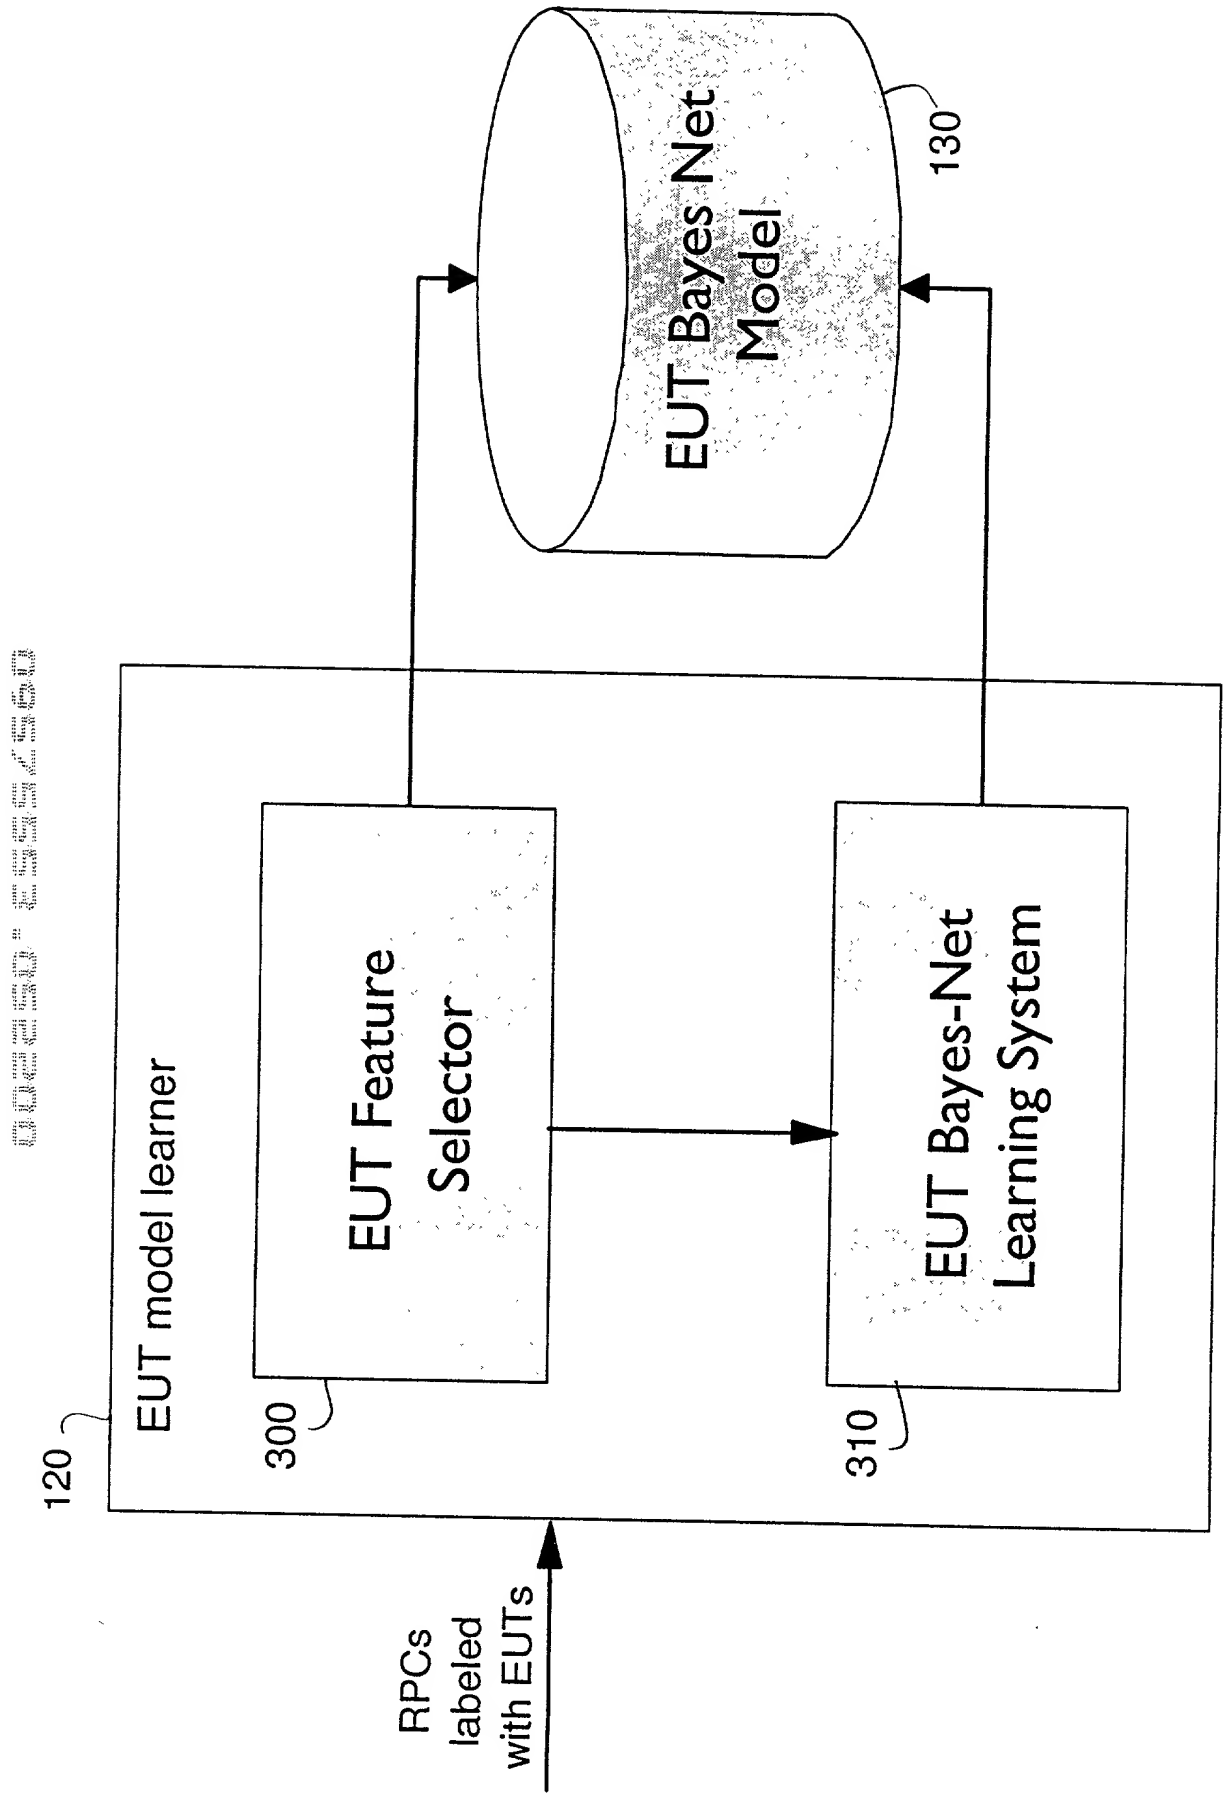 120
EUT model learner
300
EUT Feature
Selector
310
EUT Bayes-Net
Learning System
RPCs
labeled
with EUTs
EUT Bayes Net
Model
130